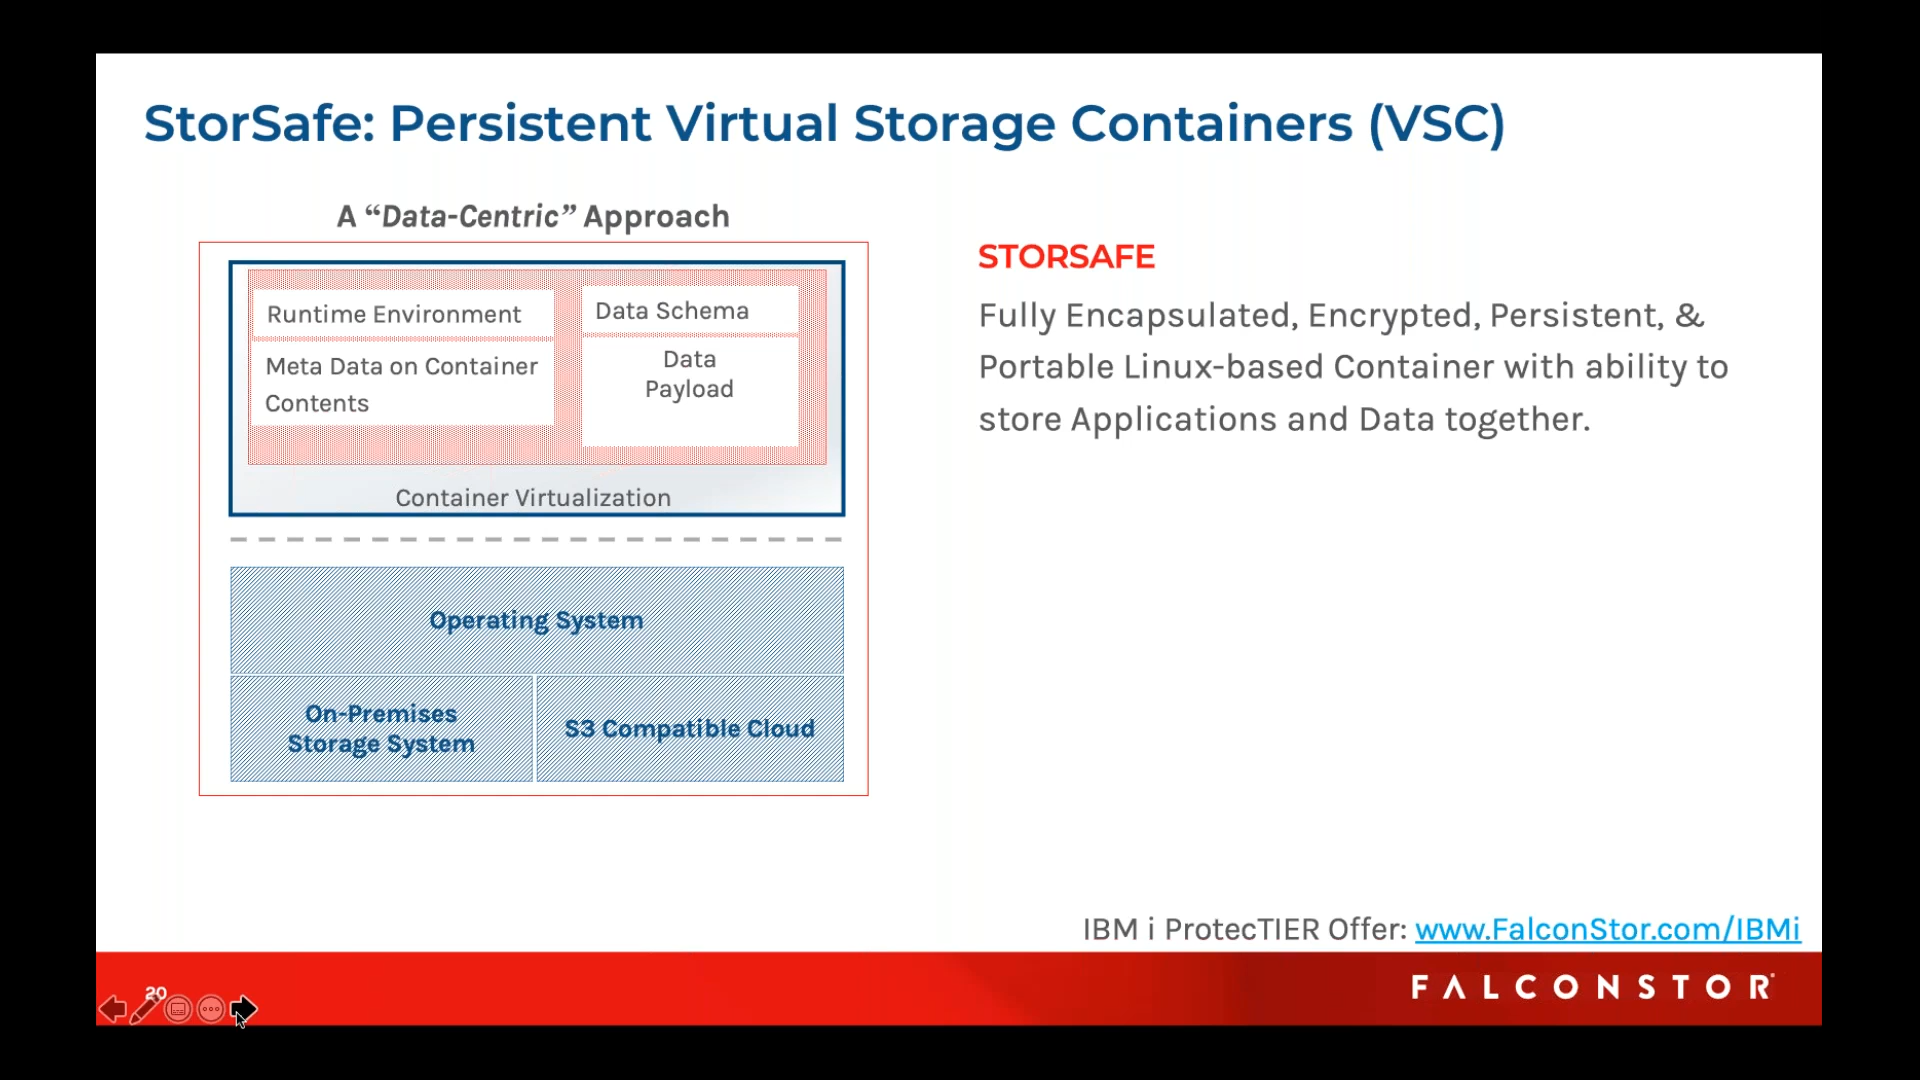 StorSafe: Persistent Virtual Storage Containers (VSC)
A “Data-Centric” Approach
Runtime Environment
Meta Data on Container
Contents
Data Schema
Data
Payload
Container Virtualization
Operating System
On-Premises
Storage System
S3 Compatible Cloud
STORSAFE
Fully Encapsulated, Encrypted, Persistent, &
Portable Linux-based Container with ability to
store Applications and Data together.
IBM i ProtecTIER Offer: www.FalconStor.com/IBMi
20
FALCONSTOR